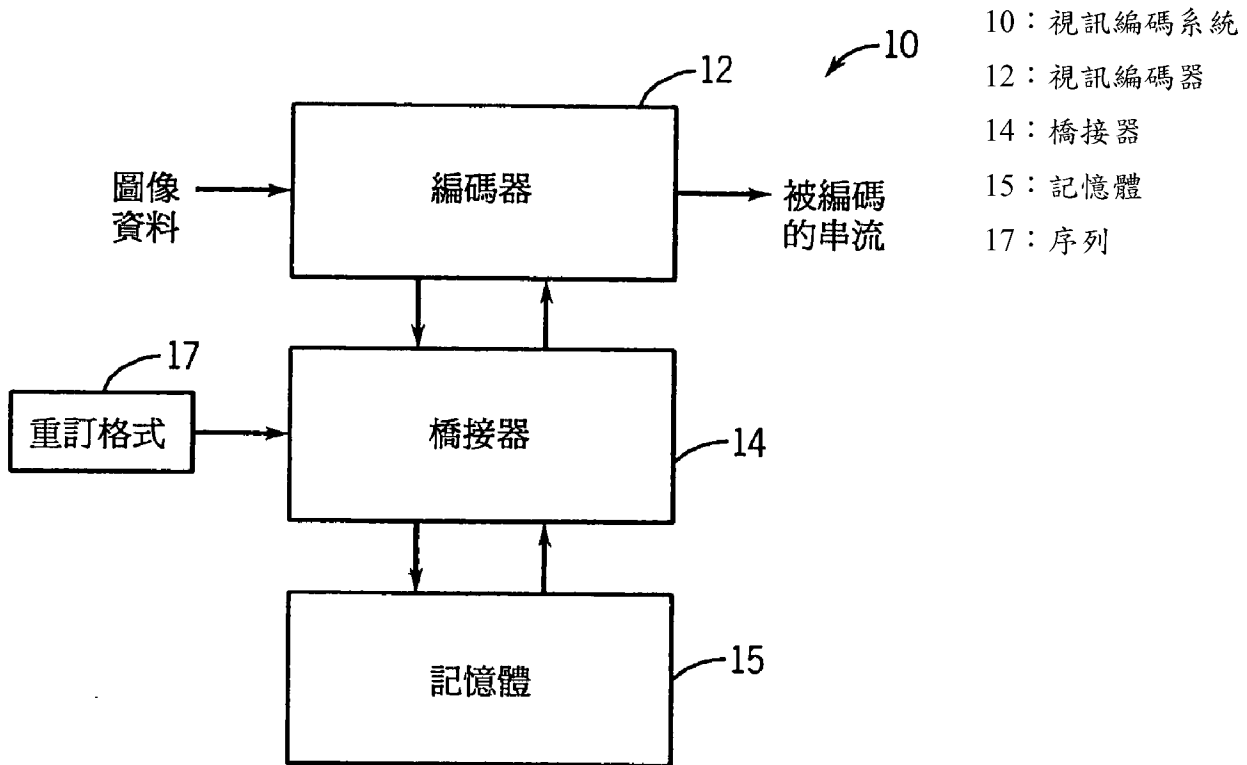 10：視訊編碼系統
12：視訊編碼器
14：橋接器
15：記憶體
17：序列
10
12
圖像
資料
編碼器
被編碼
的串流
17
重訂格式
橋接器
14
記憶體
15